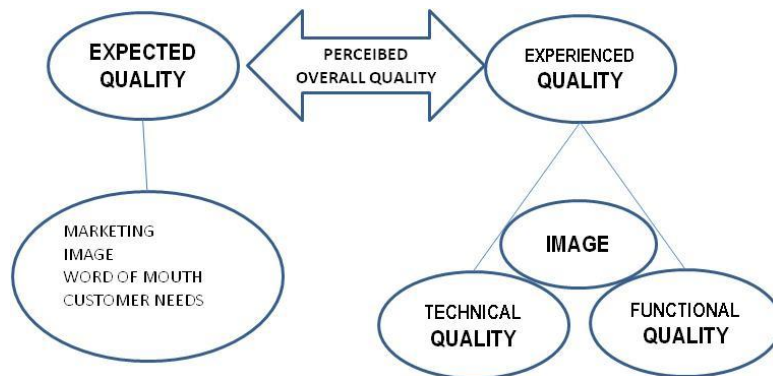 EXPECTED
QUALITY
PERCEIBED
OVERALL QUALITY
EXPERIENCED
QUALITY
MARKETING
IMAGE
WORD OF MOUTH
CUSTOMER NEEDS
IMAGE
TECHNICAL
QUALITY
FUNCTIONAL
QUALITY